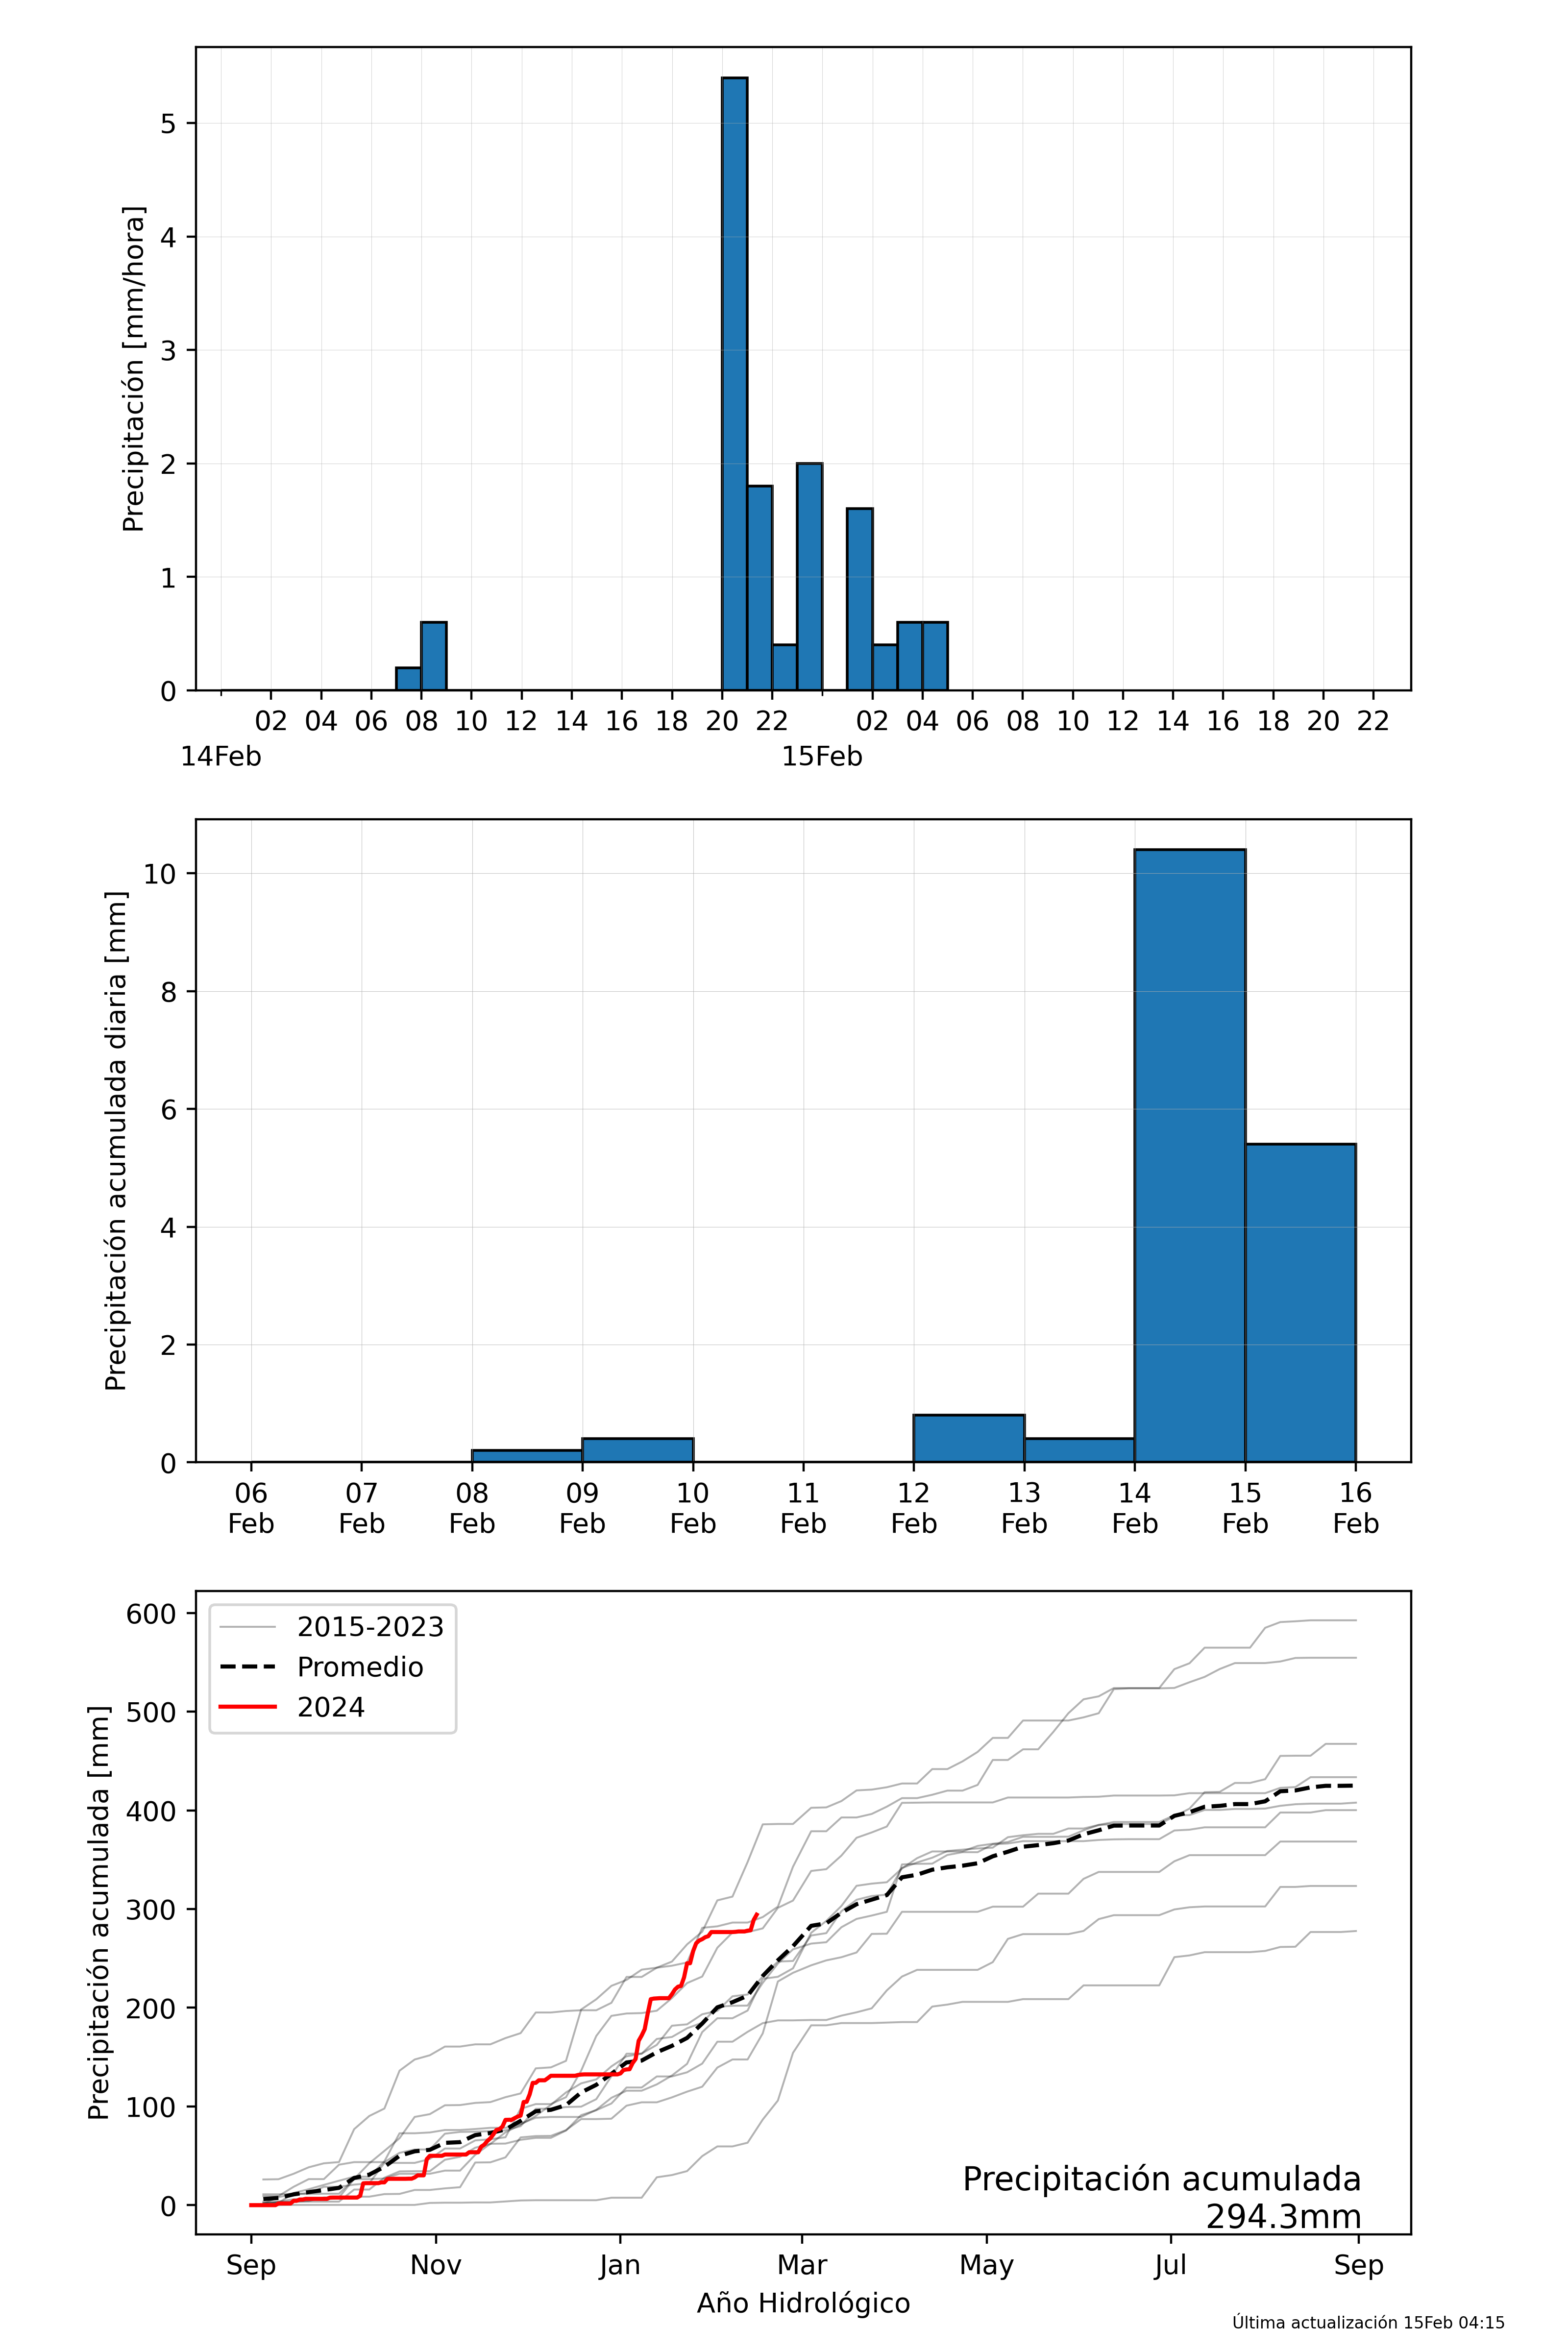 Precipitación [mm/hora]
5
4
3
2
1
0
02 04 06 08 10 12 14 16 18 20 22 02 04 06 08 10 12 14 16 18 20 22
14Feb 15Feb
Precipitación acumulada diaria [mm]
10
8
6
4
2
0
06 07 08 09 10 11 12 13 14 15 16
Feb Feb Feb Feb Feb Feb Feb Feb Feb Feb Feb
Precipitación acumulada [mm]
600
500
400
300
200
100
0
2015-2023
Promedio
2024
Precipitación acumulada
294.3mm
Sep Nov Jan Mar May Jul Sep
Año Hidrológico
Última actualización 15Feb 04:15